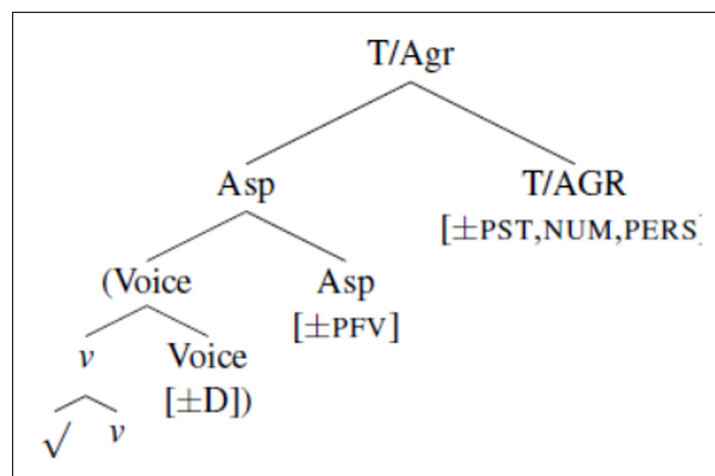 T/Agr
Asp T/AGR
[±PST,NUM,PERS]
(Voice Asp
[±PFV]
v Voice
[±D])
√ v